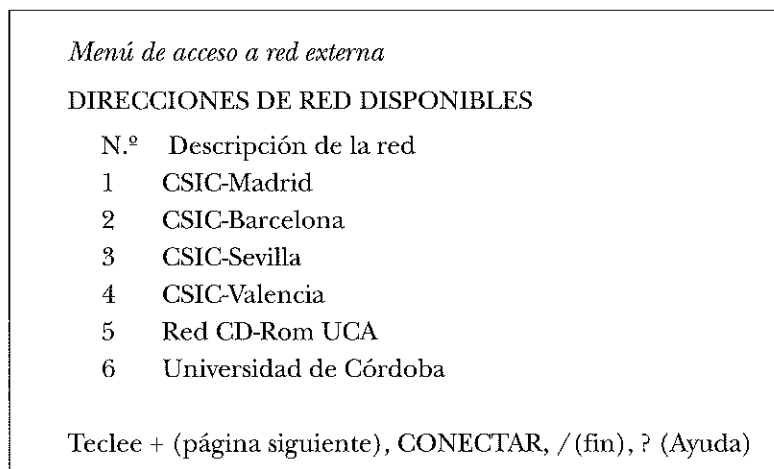 Menú de acceso a red externa
DIRECCIONES DE RED DISPONIBLES
N.º Descripción de la red
1 CSIC-Madrid
2 CSIC-Barcelona
3 CSIC-Sevilla
4 CSIC-Valencia
5 Red CD-Rom UCA
6 Universidad de Córdoba
Teclee + (página siguiente), CONECTAR, /(fin), ? (Ayuda)